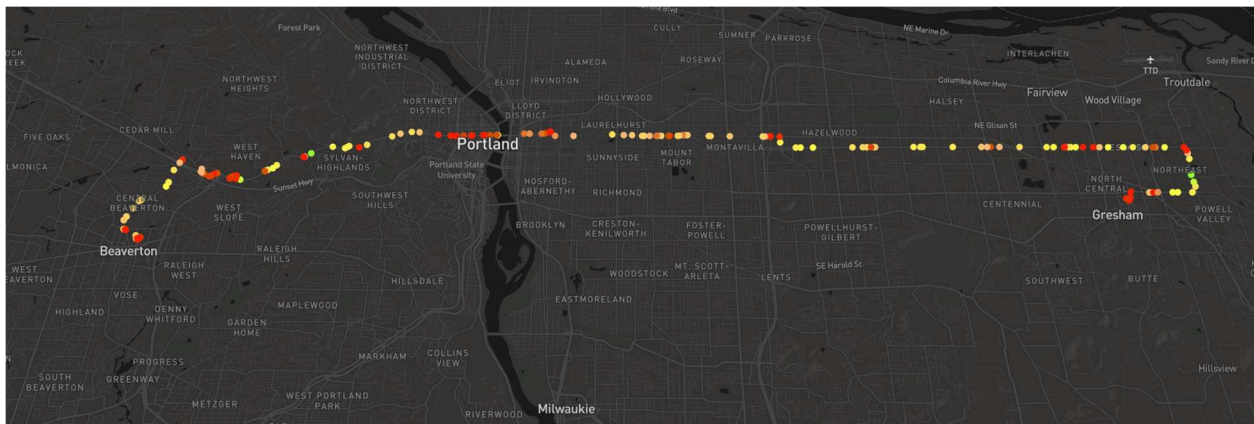 Forest Park
CULLY
SUMNER
PARKROSE
NE Marine Dr
NORTHWEST
INDUSTRIAL
DISTRICT
ALAMEDA
ROSEWAY
INTERLACHEN
TTD
Sandy River D
Troutdale
NORTHWEST
HEIGHTS
ELIOT
IRVINGTON
Columbia River Hwy
Fairview
Wood Village
NORTHWEST
DISTRICT
LLOYD
DISTRICT
HOLLYWOOD
HALSEY
FIVE OAKS
CEDAR MILL
LAURELHURST
HAZELWOOD
NE Glisan St
Portland
WEST
HAVEN
SYLVAN-
HIGHLANDS
SUNNYSIDE
MOUNT
TABOR
MONTAVILLA
LMONICA
Portland State
University
NORTHEAST
Sunset Hwy
HOSFORD-
ABERNETHY
RICHMOND
NORTH
CENTRAL
CENTRAL
BEAVERTON
SOUTHWEST
HILLS
CENTENNIAL
POWELL
VALLEY
WEST
SLOPE
BROOKLYN
CRESTON-
KENILWORTH
FOSTER-
POWELL
POWELLHURST-
GILBERT
Gresham
Beaverton
RALEIGH
HILLS
WEST
EAVERTON
RALEIGH
WEST
HILLSDALE
WOODSTOCK
MT. SCOTT-
ARLETA
LENTS
SE Harold St
SOUTHWEST
BUTTE
VOSE
MAPLEWOOD
EASTMORELAND
HIGHLAND
DENNY
WHITFORD
GARDEN
HOME
PROGRESS
MARKHAM
COLLINS
VIEW
SOUTH
BEAVERTON
GREENWAY
Hillsview
METZGER
WEST PORTLAND
PARK
RIVERWOOD
Milwaukie